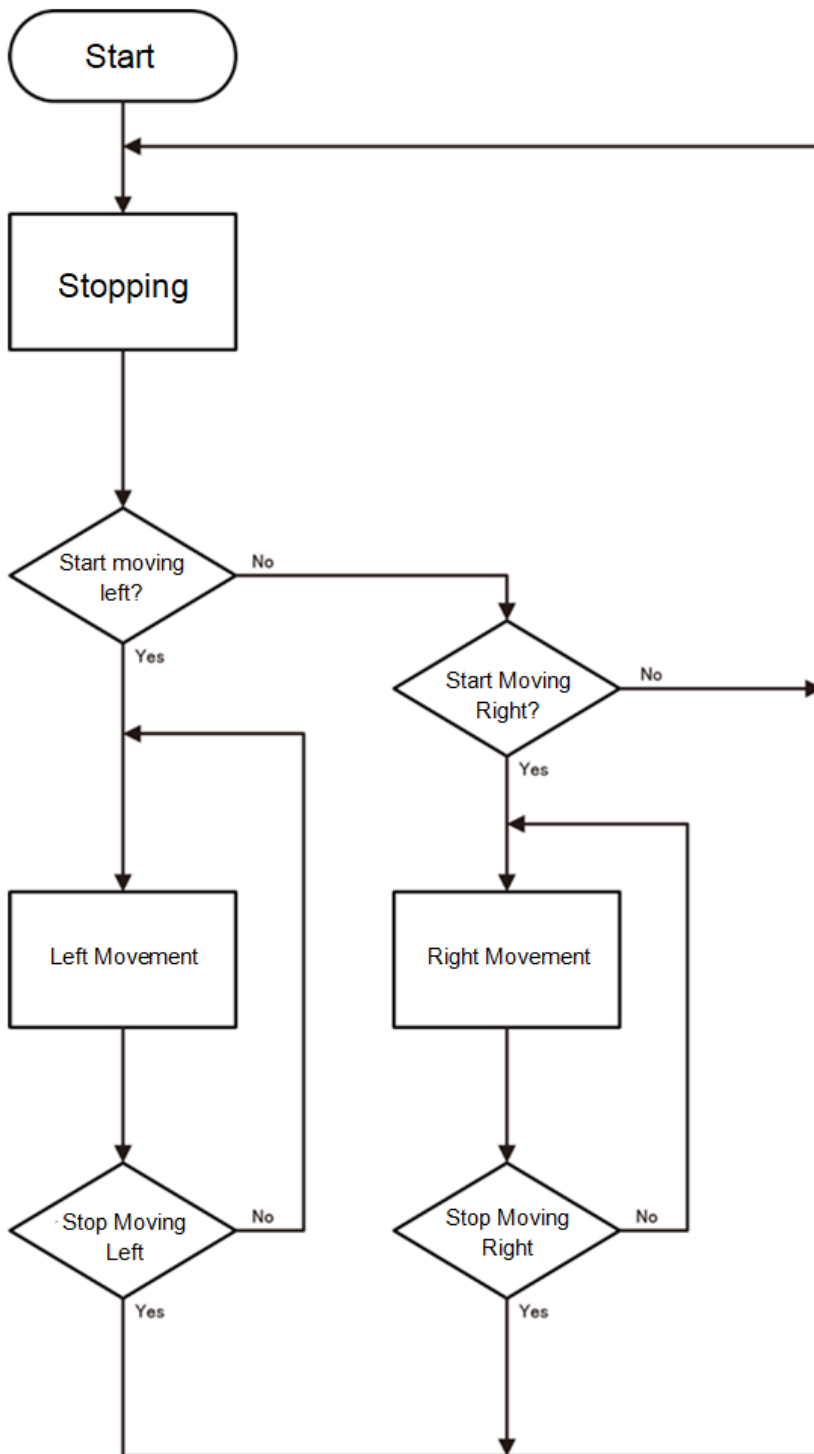 Start
Stopping
Start moving
left?
No
Yes
Start Moving
Right?
No
Yes
Left Movement
Right Movement
Stop Moving
Left
No
Yes
Stop Moving
Right
No
Yes